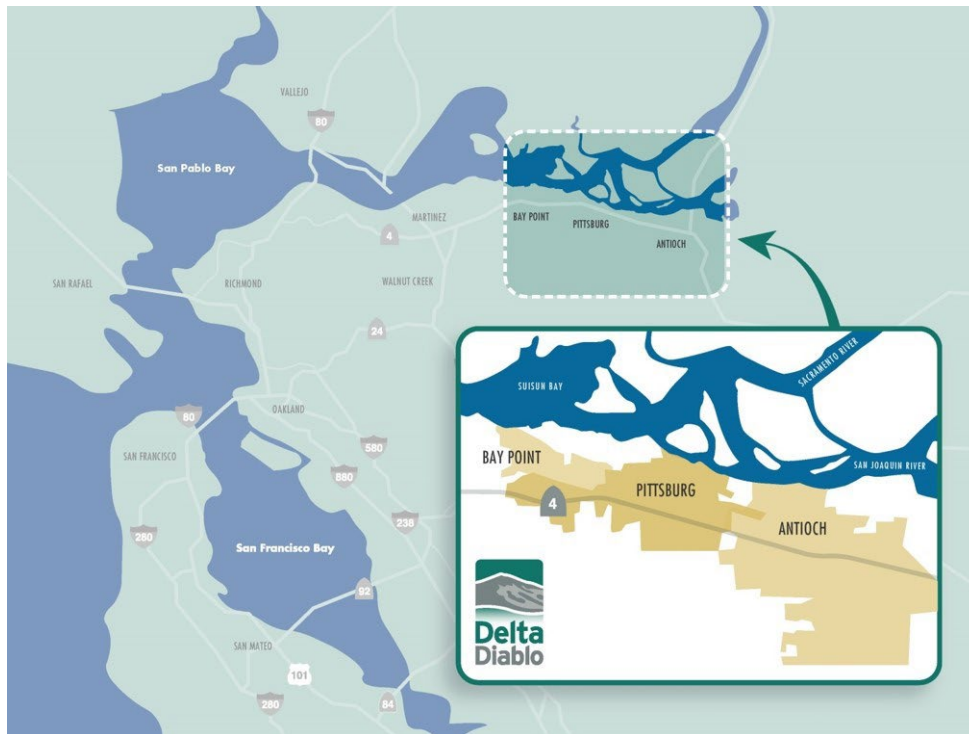 VALLEJO
80
San Pablo Bay
MARTINEZ
4
BAY POINT
PITTSBURG
ANTIOCH
SAN RAFAEL
RICHMOND
WALNUT CREEK
24
SUISUN BAY
SACRAMENTO RIVER
80
OAKLAND
SAN FRANCISCO
580
880
BAY POINT
SAN JOAQUIN RIVER
PITTSBURG
4
ANTIOCH
238
280
San Francisco Bay
92
Delta
Diablo
SAN MATEO
101
280
84